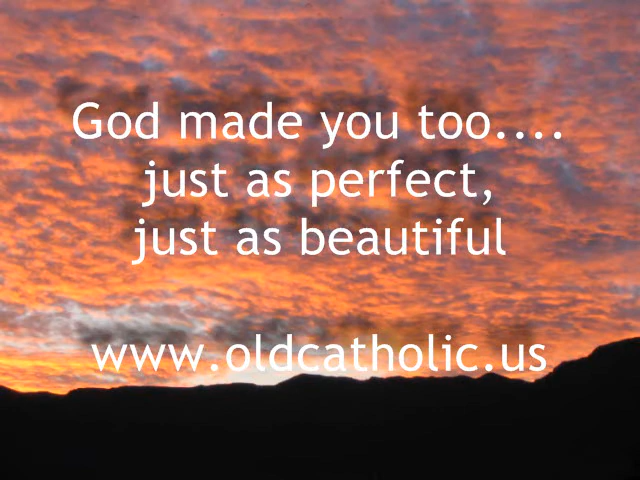 God made you too....
just as perfect,
just as beautiful
www.oldcatholic.us